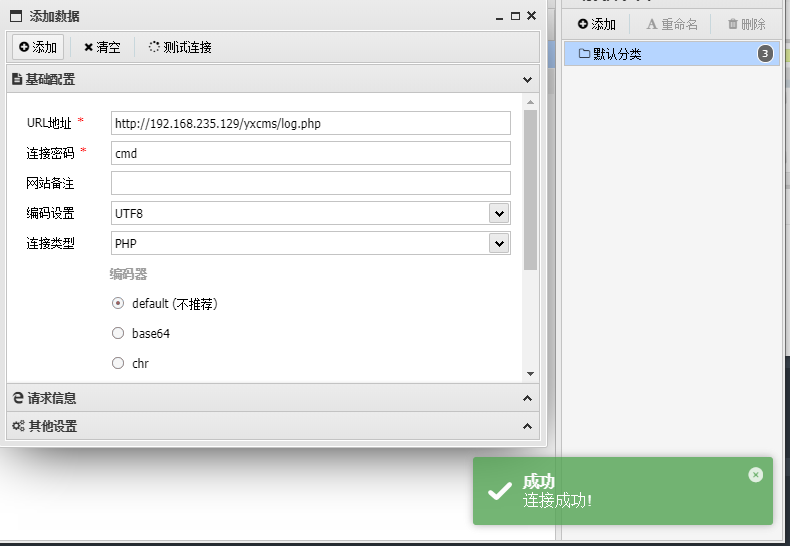 添加数据
添加 清空 测试连接
基础配置
URL地址 * http://192.168.235.129/yxcms/log.php
连接密码 * cmd
网站备注
编码设置 UTF8
连接类型 PHP
编码器
default (不推荐)
base64
chr
请求信息
其他设置
添加 重命名 删除
默认分类 3
成功
连接成功!